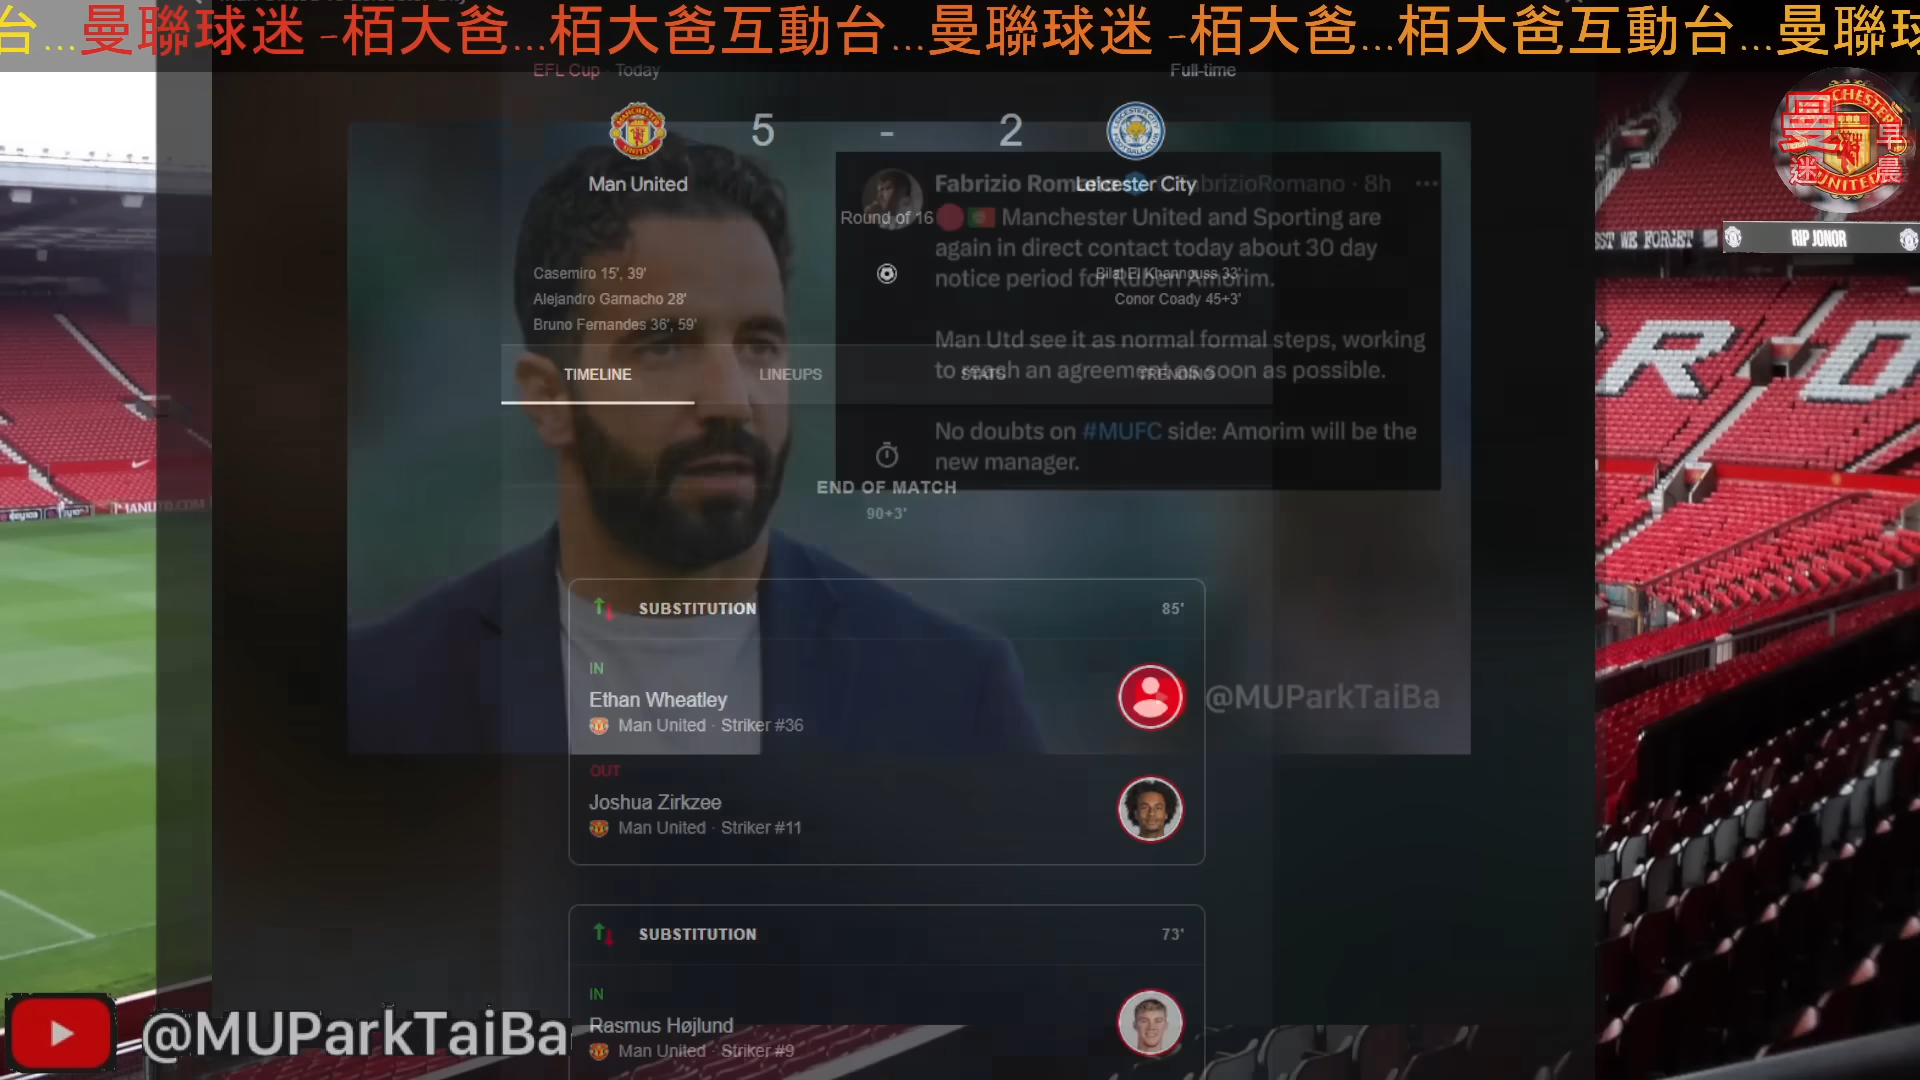 台...曼聯球迷 -栢大爸...栢大爸互動台...曼聯球迷 -栢大爸...栢大爸互動台...曼聯球
EFL Cup · Today
Full-time
5 - 2
Man United
Leicester City
Round of 16
Casemiro 15', 39'
Alejandro Garnacho 28'
Bruno Fernandes 36', 59'
Bilal El Khannouss 33'
Conor Coady 45+3'
TIMELINE LINEUPS STATS TRENDING
Fabrizio Romano @FabrizioRomano · 8h
Manchester United and Sporting are
again in direct contact today about 30 day
notice period for Ruben Amorim.
Man Utd see it as normal formal steps, working
to reach an agreement as soon as possible.
No doubts on #MUFC side: Amorim will be the
new manager.
END OF MATCH
90+3'
SUBSTITUTION 85'
IN
Ethan Wheatley
Man United · Striker #36
OUT
Joshua Zirkzee
Man United · Striker #11
SUBSTITUTION 73'
IN
Rasmus Højlund
Man United · Striker #9
@MUParkTaiBa
@MUParkTaiBa
曼迷早晨
UNITED
RIP JONOR
WE FORGET
R D